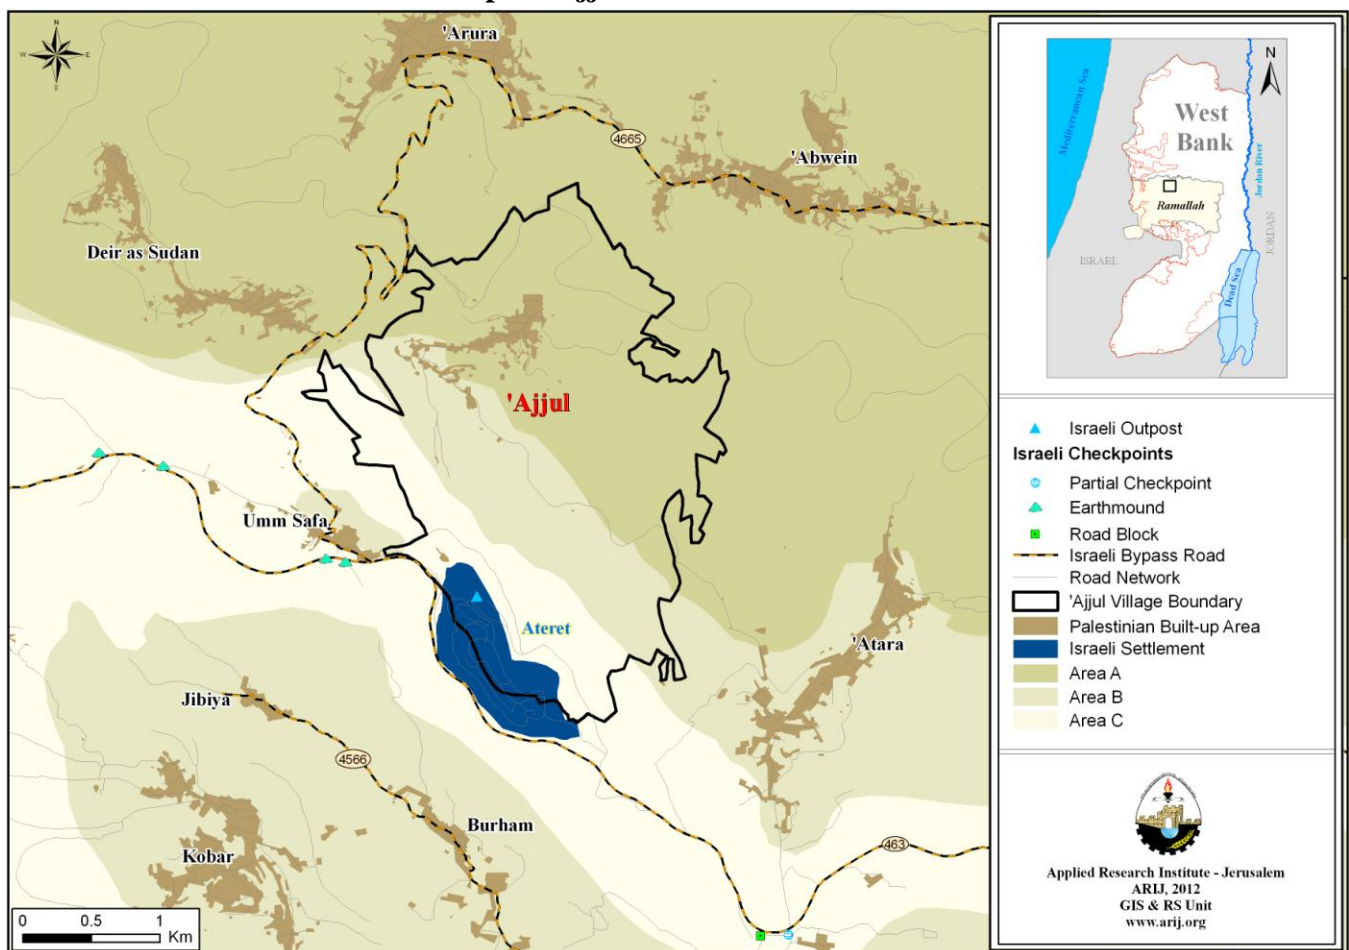 N
W
E
S
'Arura
4665
'Abwein
Deir as Sudan
'Ajjul
Umm Safa
Ateret
'Atara
Jibiya
4566
Burham
Kobar
463
0 0.5 1
Km
N
Mediterranean Sea
West
Bank
Jordan River
Ramallah
ISRAEL
JORDAN
Dead Sea
Israeli Outpost
Israeli Checkpoints
Partial Checkpoint
Earthmound
Road Block
Israeli Bypass Road
Road Network
'Ajjul Village Boundary
Palestinian Built-up Area
Israeli Settlement
Area A
Area B
Area C
Applied Research Institute - Jerusalem
ARIJ, 2012
GIS & RS Unit
www.arij.org